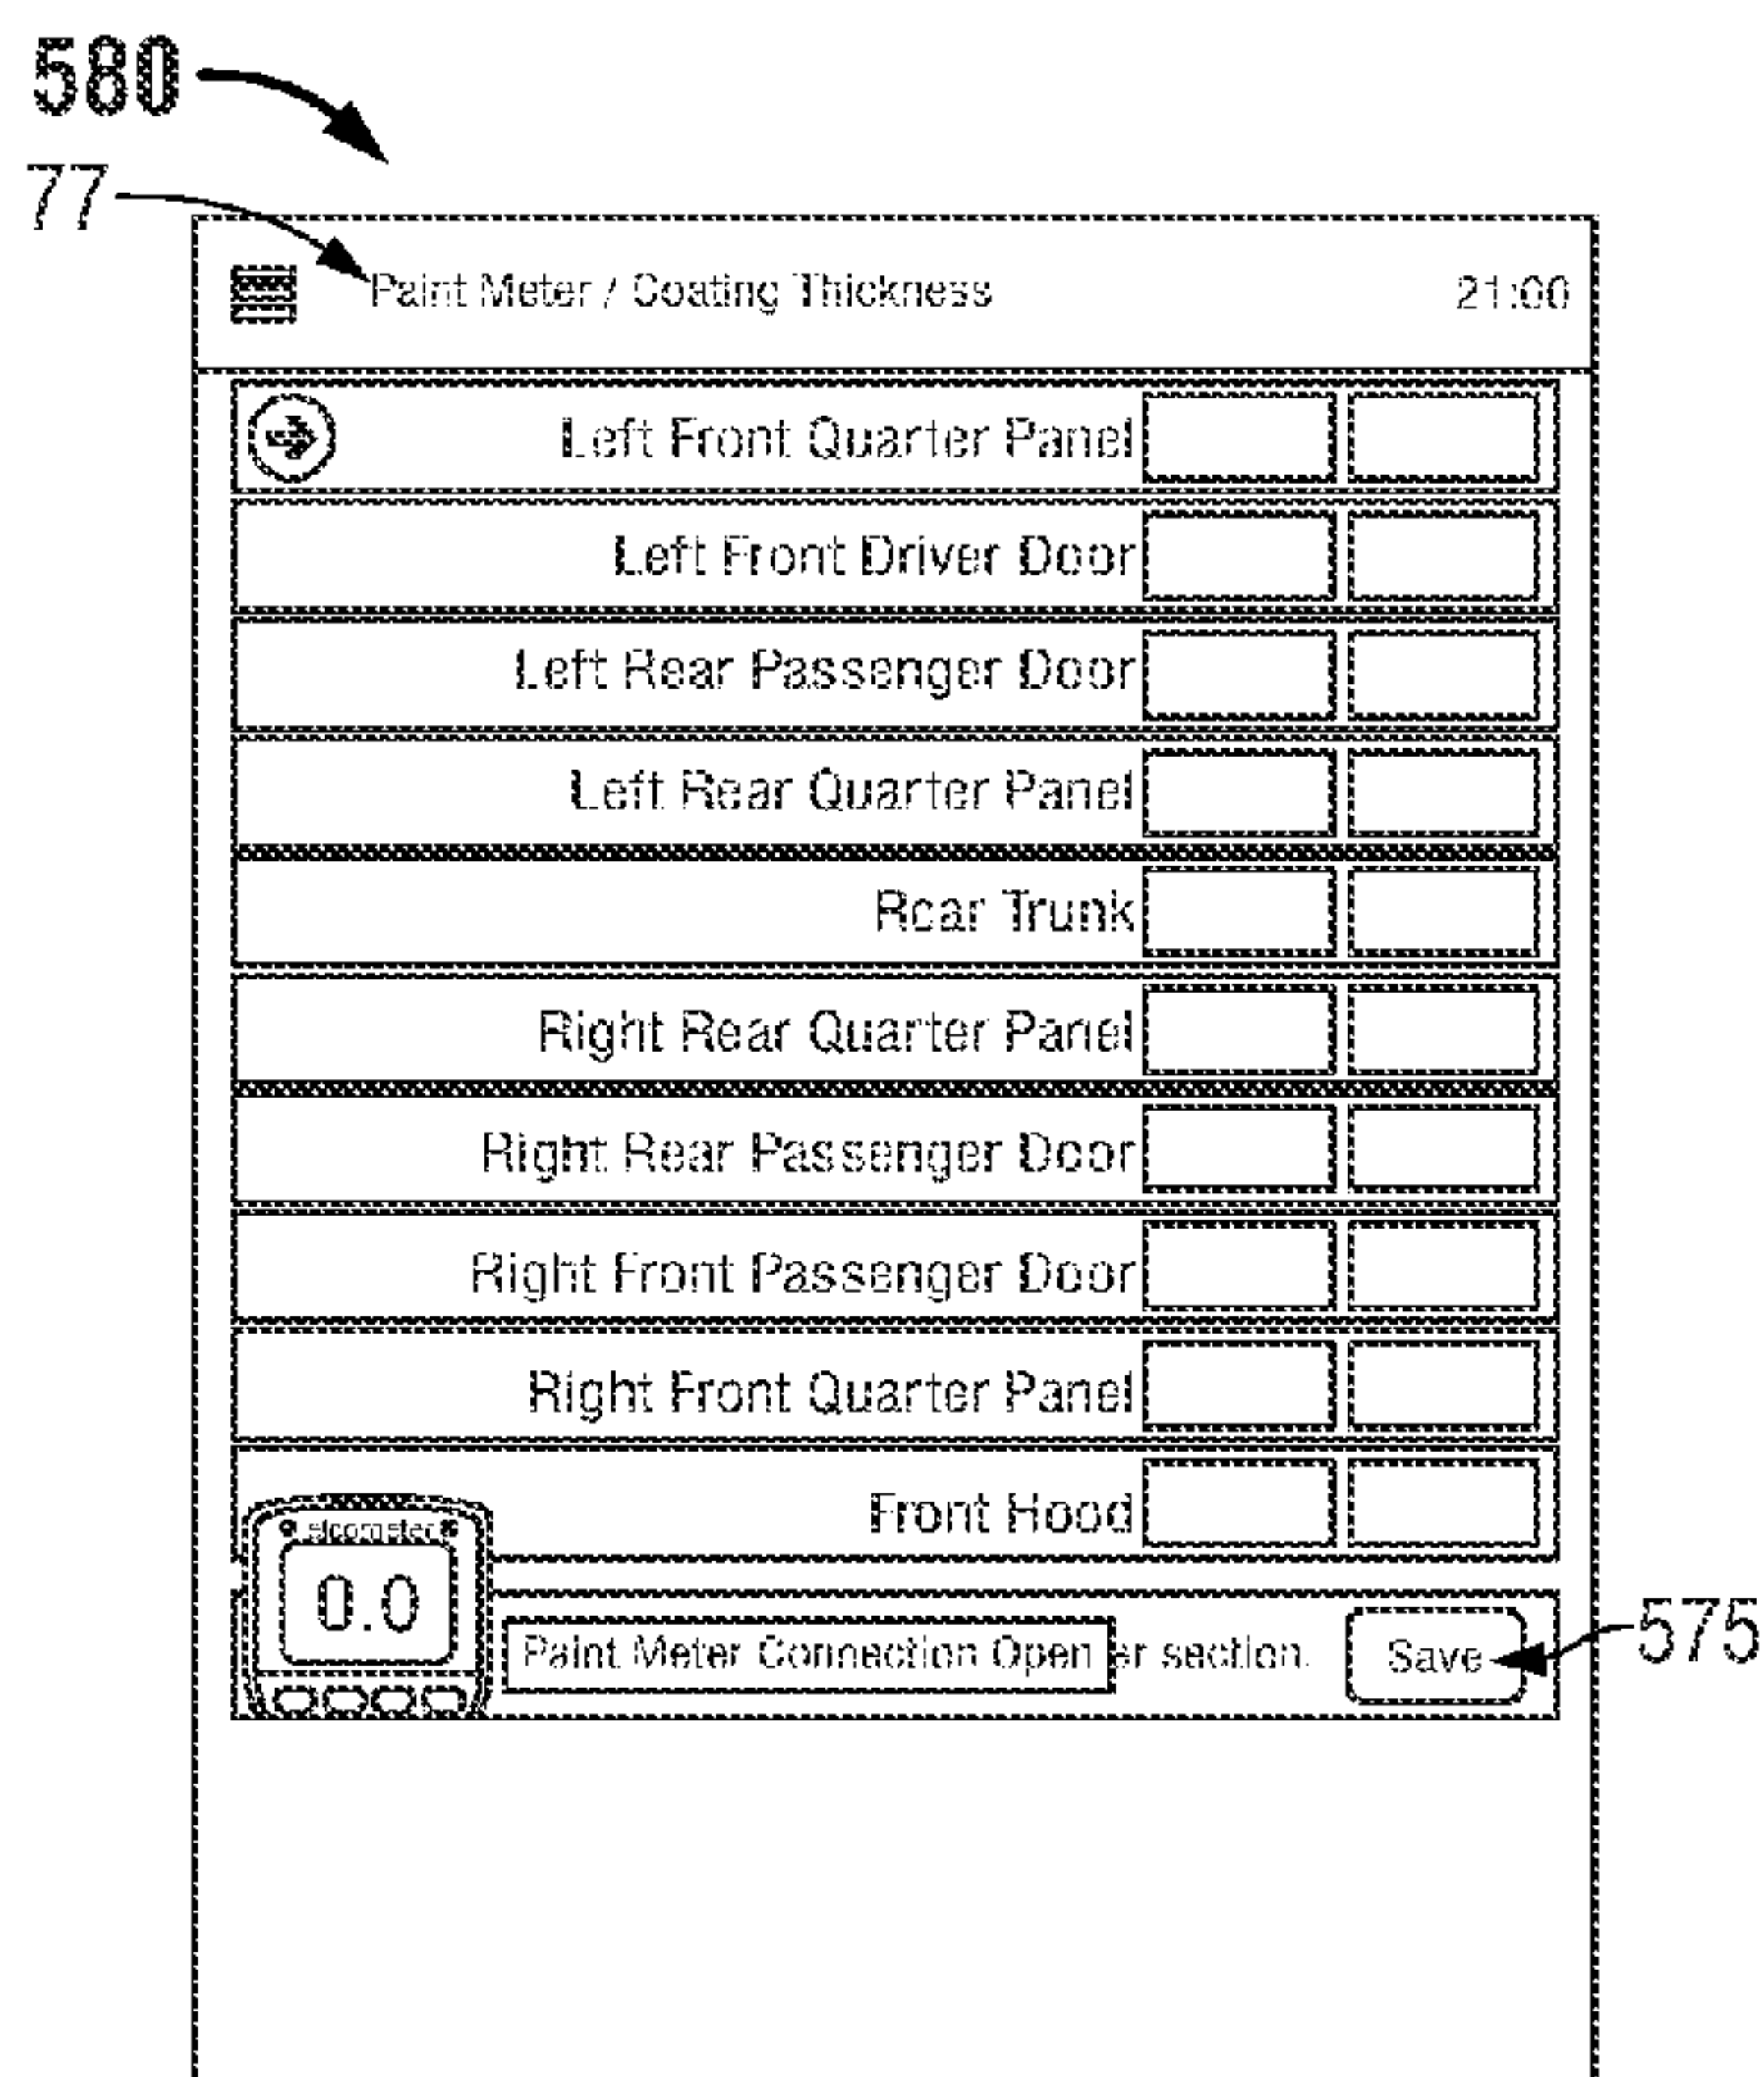 580
77
Paint Meter / Coating Thickness 21:00
Left Front Quarter Panel
Left Front Driver Door
Left Rear Passenger Door
Left Rear Quarter Panel
Rear Trunk
Right Rear Quarter Panel
Right Rear Passenger Door
Right Front Passenger Door
Right Front Quarter Panel
Front Hood
elcometer
0.0
Paint Meter Connection Open er section. Save 575